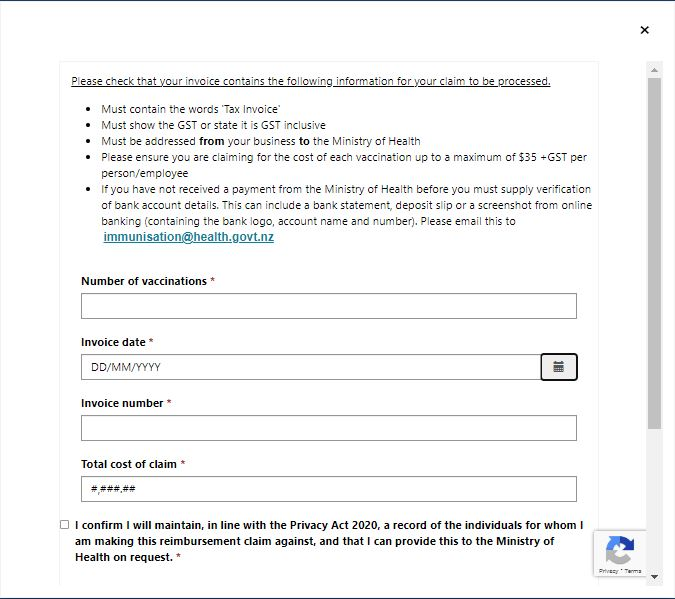 ×
Please check that your invoice contains the following information for your claim to be processed.
• Must contain the words 'Tax Invoice'
• Must show the GST or state it is GST inclusive
• Must be addressed from your business to the Ministry of Health
• Please ensure you are claiming for the cost of each vaccination up to a maximum of $35 +GST per
person/employee
• If you have not received a payment from the Ministry of Health before you must supply verification
of bank account details. This can include a bank statement, deposit slip or a screenshot from online
banking (containing the bank logo, account name and number). Please email this to
immunisation@health.govt.nz
Number of vaccinations *
Invoice date *
DD/MM/YYYY
Invoice number *
Total cost of claim *
#,###.##
I confirm I will maintain, in line with the Privacy Act 2020, a record of the individuals for whom I
am making this reimbursement claim against, and that I can provide this to the Ministry of
Health on request. *
Privacy • Terms